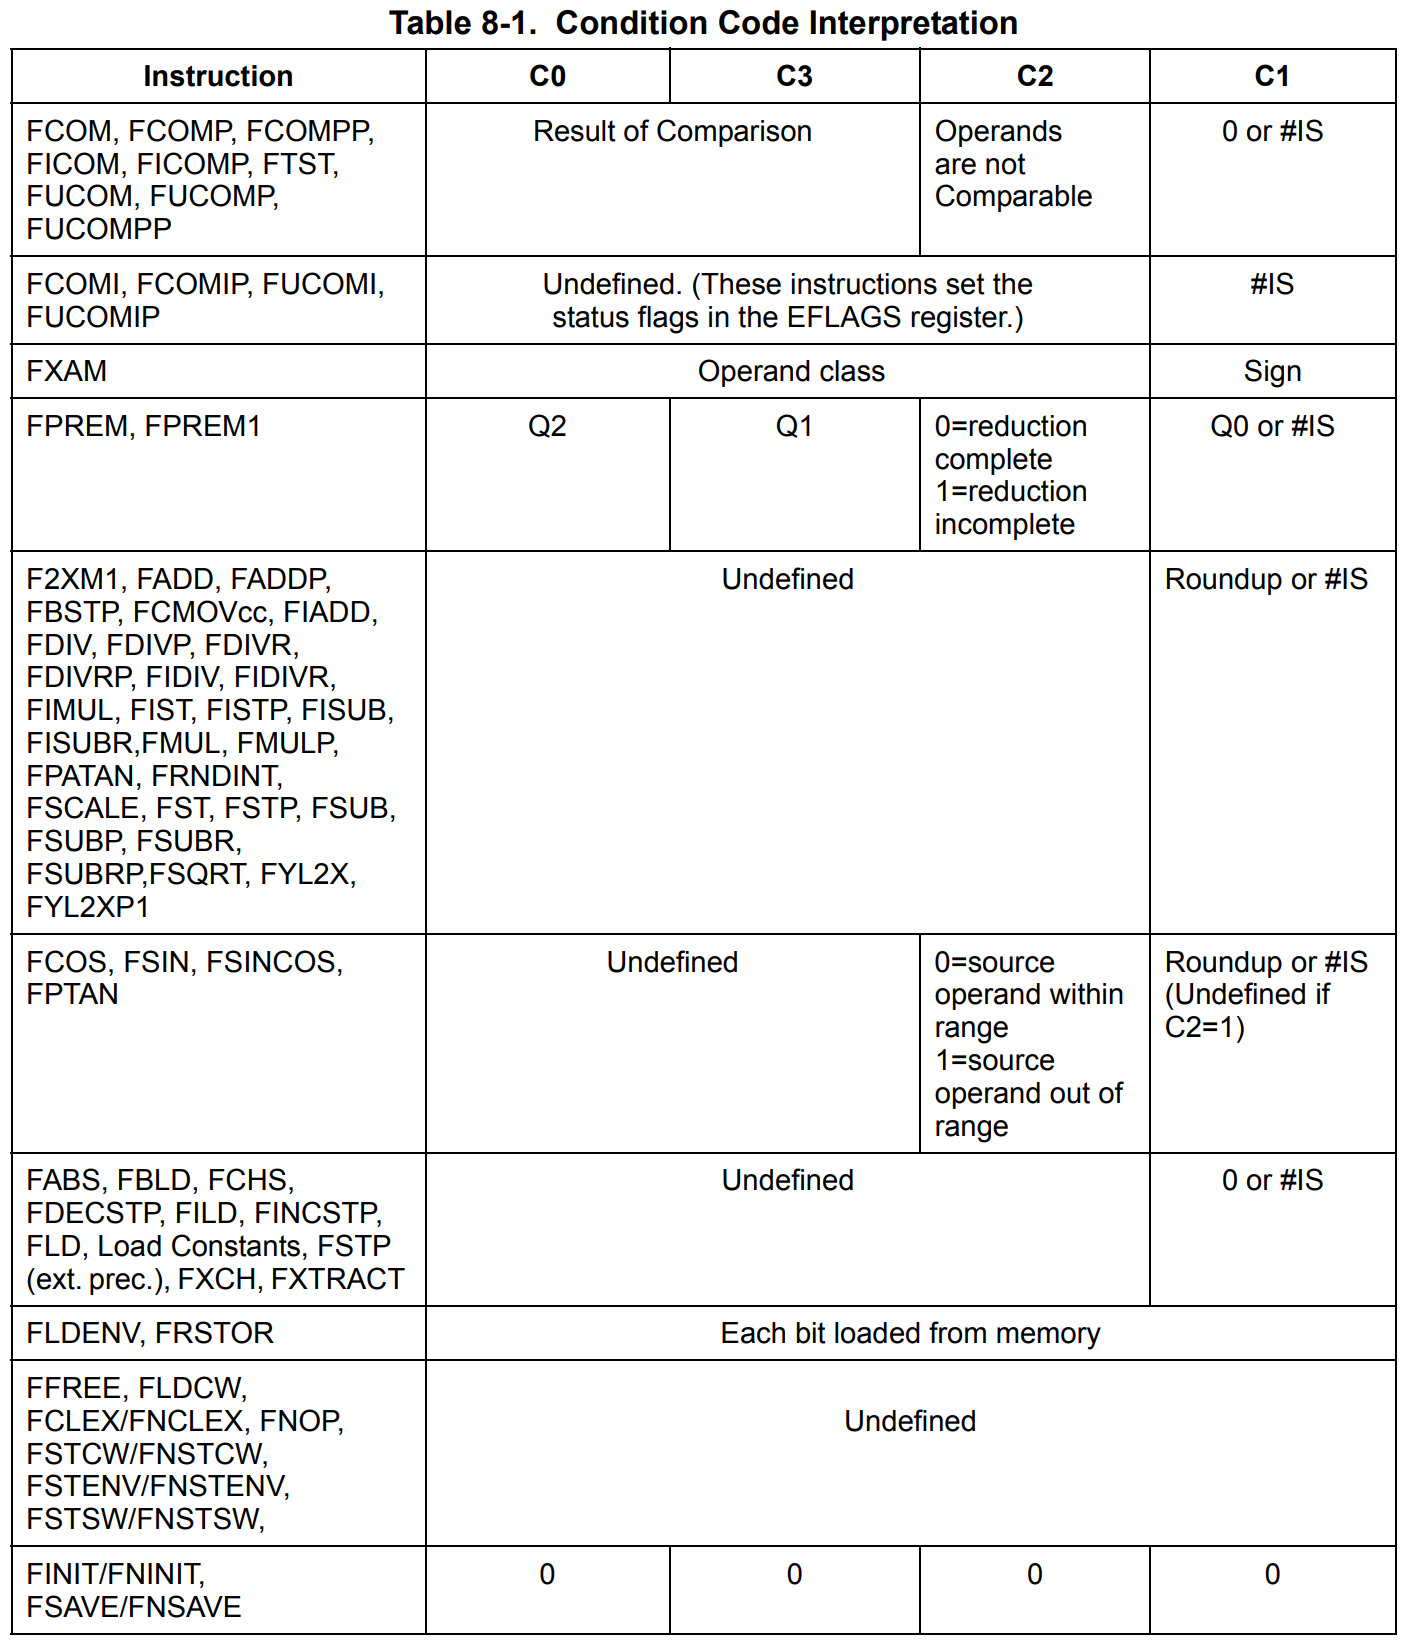 Table 8-1. Condition Code Interpretation
Instruction C0 C3 C2 C1
FCOM, FCOMP, FCOMPP,
FICOM, FICOMP, FTST,
FUCOM, FUCOMP,
FUCOMPP
Result of Comparison
Operands
are not
Comparable
0 or #IS
FCOMI, FCOMIP, FUCOMI,
FUCOMIP
Undefined. (These instructions set the
status flags in the EFLAGS register.)
#IS
FXAM
Operand class
Sign
FPREM, FPREM1
Q2
Q1
0=reduction
complete
1=reduction
incomplete
Q0 or #IS
F2XM1, FADD, FADDP,
FBSTP, FCMOVcc, FIADD,
FDIV, FDIVP, FDIVR,
FDIVRP, FIDIV, FIDIVR,
FIMUL, FIST, FISTP, FISUB,
FISUBR,FMUL, FMULP,
FPATAN, FRNDINT,
FSCALE, FST, FSTP, FSUB,
FSUBP, FSUBR,
FSUBRP,FSQRT, FYL2X,
FYL2XP1
Undefined
Roundup or #IS
FCOS, FSIN, FSINCOS,
FPTAN
Undefined
0=source
operand within
range
1=source
operand out of
range
Roundup or #IS
(Undefined if
C2=1)
FABS, FBLD, FCHS,
FDECSTP, FILD, FINCSTP,
FLD, Load Constants, FSTP
(ext. prec.), FXCH, FXTRACT
Undefined
0 or #IS
FLDENV, FRSTOR
Each bit loaded from memory
FFREE, FLDCW,
FCLEX/FNCLEX, FNOP,
FSTCW/FNSTCW,
FSTENV/FNSTENV,
FSTSW/FNSTSW,
Undefined
FINIT/FNINIT,
FSAVE/FNSAVE
0
0
0
0